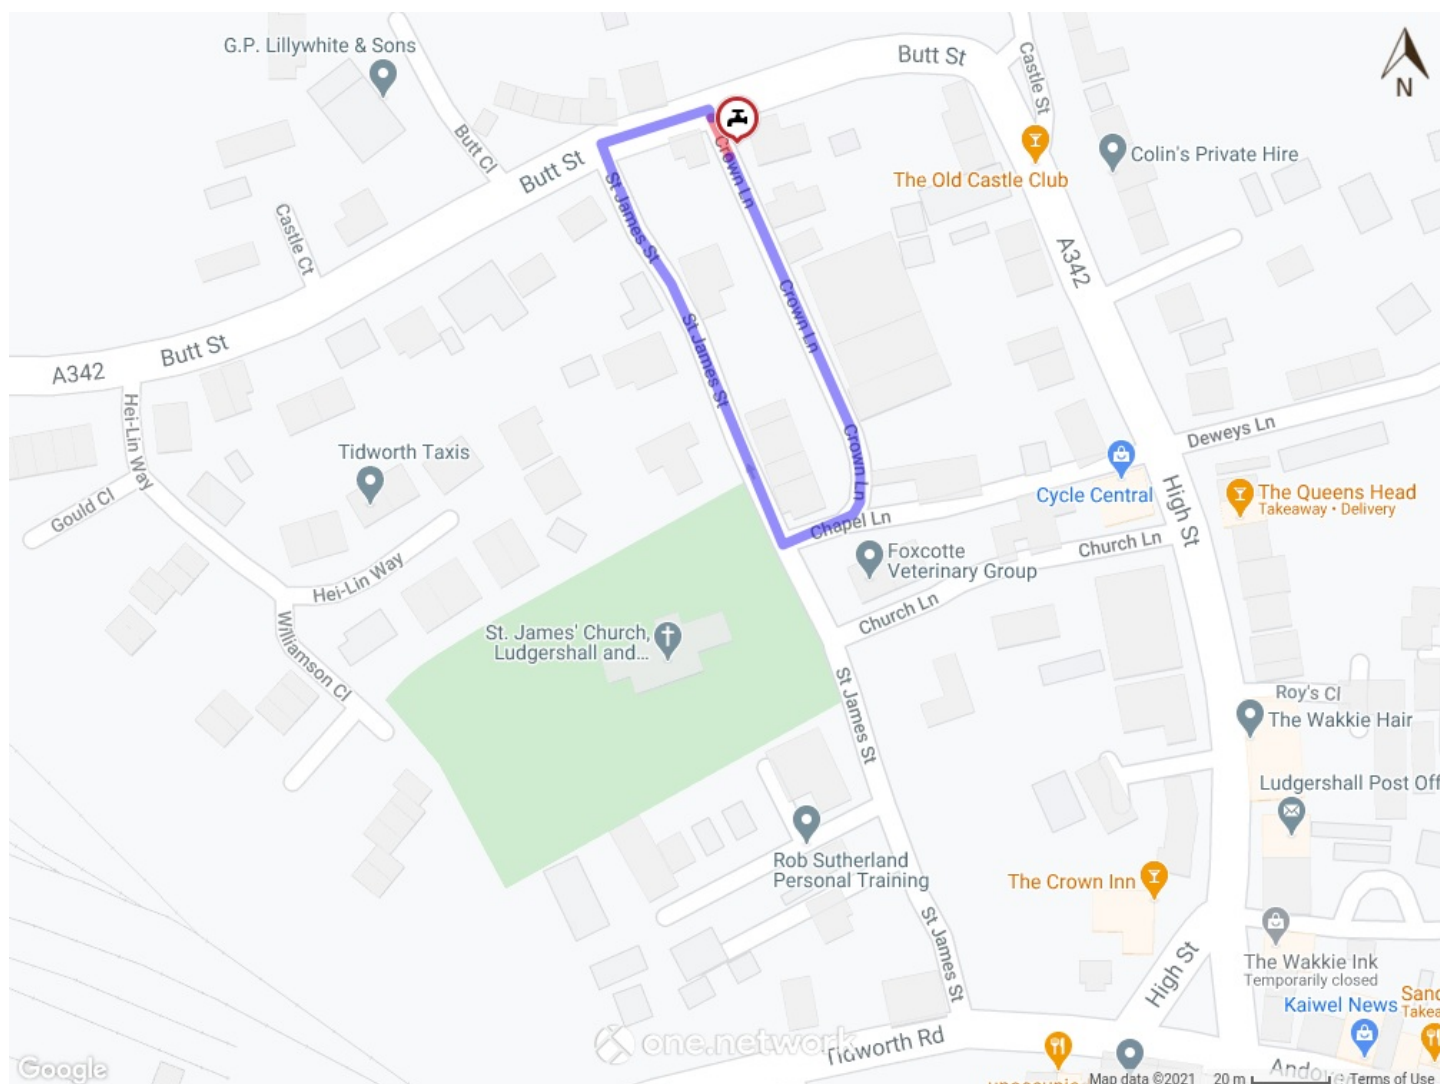 G.P. Lillywhite & Sons
Butt St
Castle St
N
Butt Cl
Colin's Private Hire
Butt St
Crown Ln
The Old Castle Club
St James St
Castle Ct
A342
Crown Ln
Butt St
A342
St James St
Hei-Lin Way
Deweys Ln
Crown Ln
Tidworth Taxis
Gould Cl
Cycle Central
High St
The Queens Head
Takeaway • Delivery
Chapel Ln
Church Ln
Foxcotte
Veterinary Group
Hei-Lin Way
Church Ln
Williamson Cl
St. James' Church,
Ludgershall and...
St James St
Roy's Cl
The Wakkie Hair
Ludgershall Post Off
Rob Sutherland
Personal Training
The Crown Inn
St James St
High St
The Wakkie Ink
Temporarily closed
Kaiwel News
Sand
Takea
one.network
Tidworth Rd
Google
Map data ©2021
20 m
Terms of Use